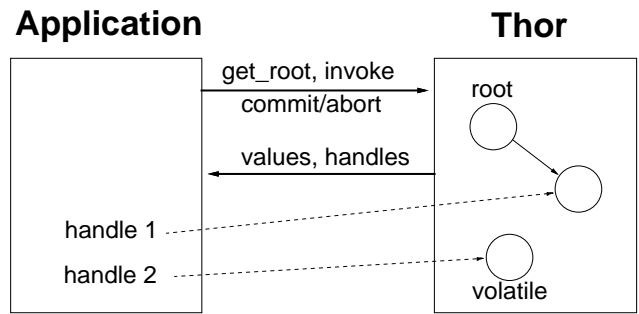 Application
Thor
get_root, invoke
commit/abort
root
values, handles
handle 1
handle 2
volatile